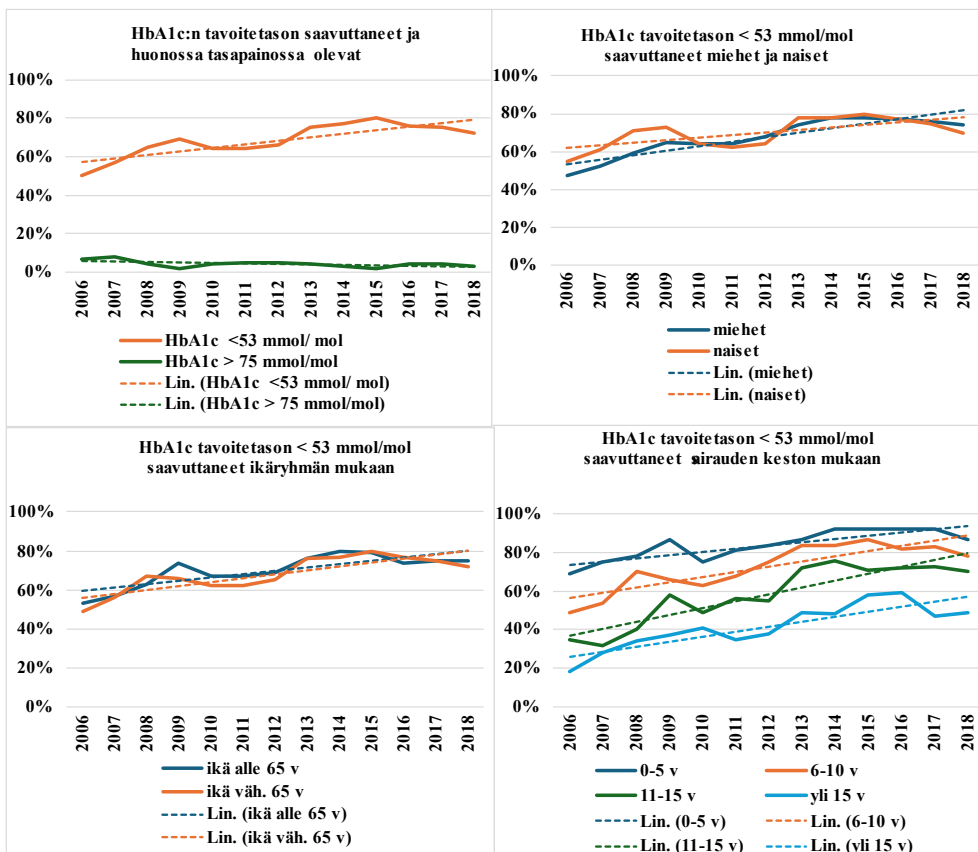 HbA1c:n tavoitetason saavuttaneet ja
huonossa tasapainossa olevat
100%
80%
60%
40%
20%
0%
2006
2007
2008
2009
2010
2011
2012
2013
2014
2015
2016
2017
2018
HbA1c <53 mmol/ mol
HbA1c > 75 mmol/mol
Lin. (HbA1c <53 mmol/ mol)
Lin. (HbA1c > 75 mmol/mol)
HbA1c tavoitetaso < 53 mmol/mol
saavuttaneet miehet ja naiset
100%
80%
60%
40%
20%
0%
2006
2007
2008
2009
2010
2011
2012
2013
2014
2015
2016
2017
2018
miehet
naiset
Lin. (miehet)
Lin. (naiset)
HbA1c tavoitetason < 53 mmol/mol
saavuttaneet ikäryhmän mukaan
100%
80%
60%
40%
20%
0%
2006
2007
2008
2009
2010
2011
2012
2013
2014
2015
2016
2017
2018
ikä alle 65 v
ikä väh. 65 v
Lin. (ikä alle 65 v)
Lin. (ikä väh. 65 v)
HbA1c tavoitetason < 53 mmol/mol
saavuttaneet sairauden keston mukaan
100%
80%
60%
40%
20%
0%
2006
2007
2008
2009
2010
2011
2012
2013
2014
2015
2016
2017
2018
0-5 v
6-10 v
11-15 v
yli 15 v
Lin. (0-5 v)
Lin. (6-10 v)
Lin. (11-15 v)
Lin. (yli 15 v)